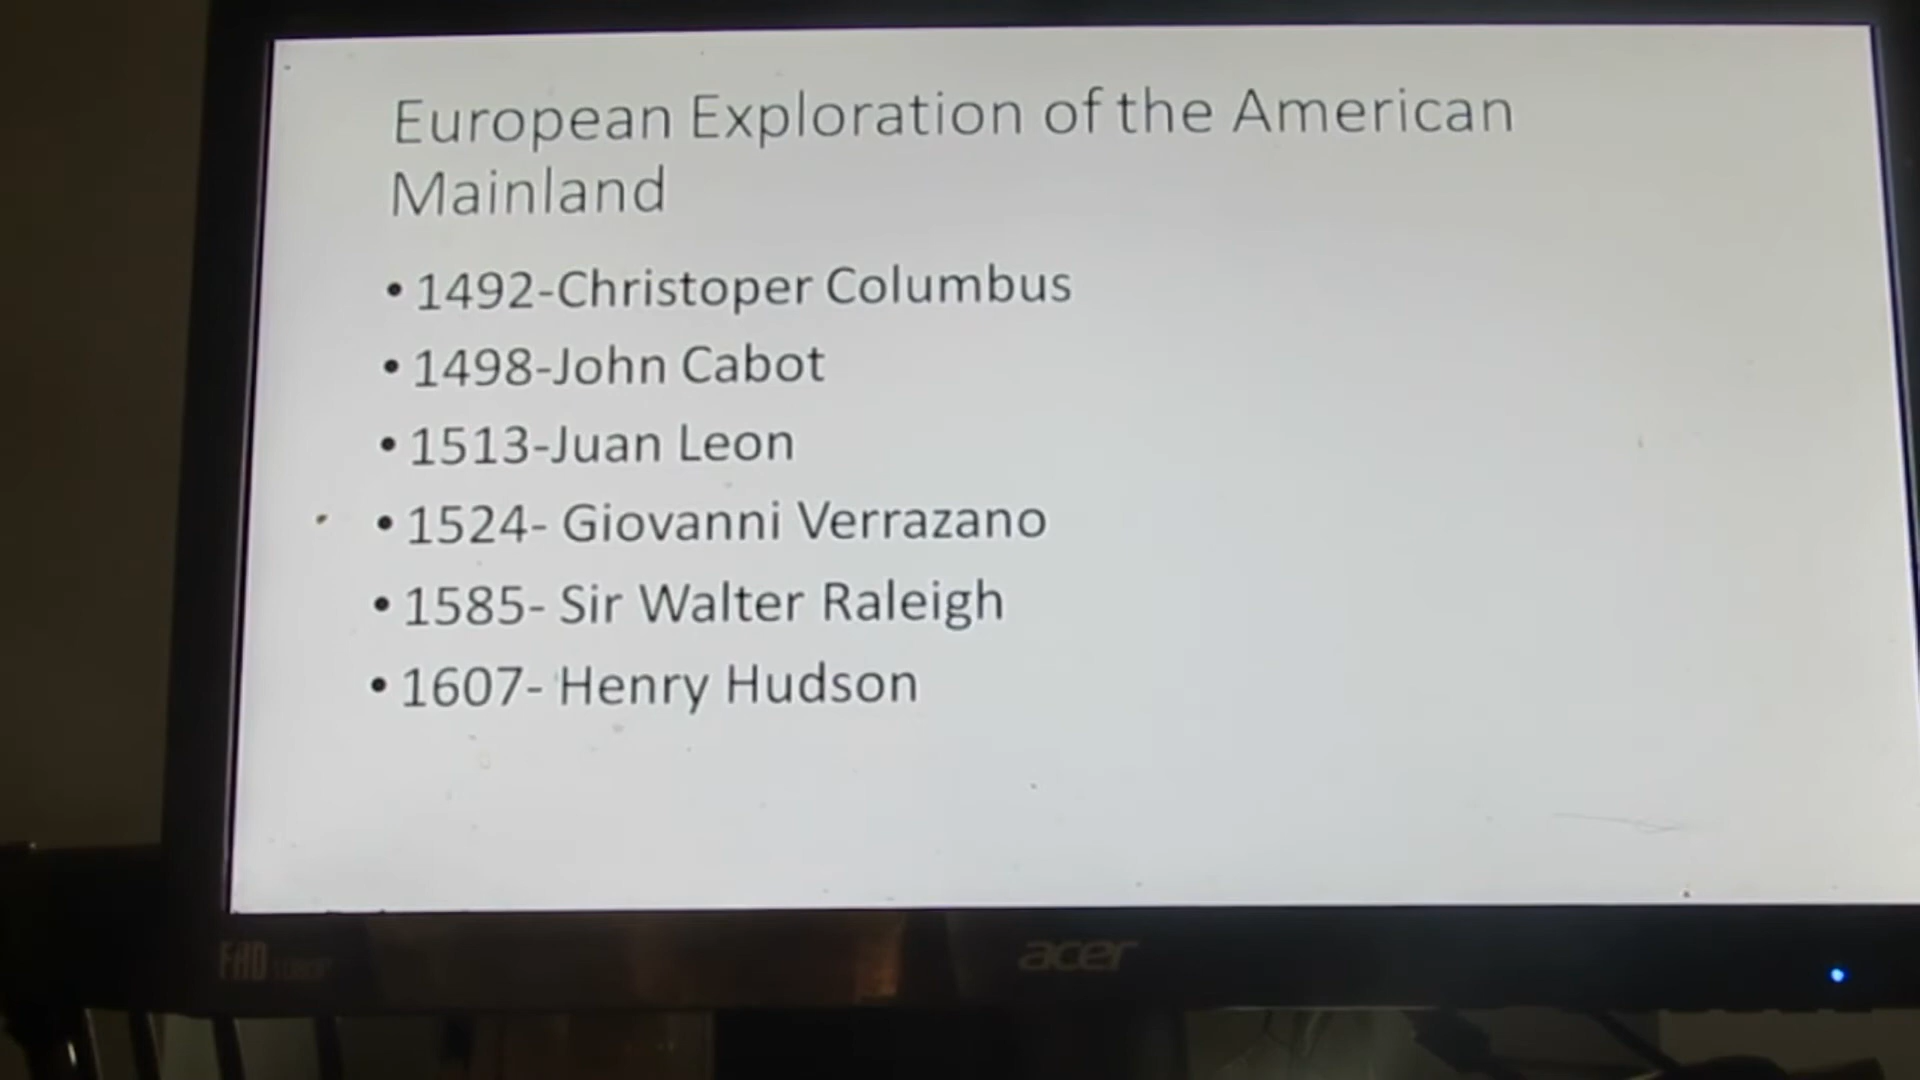 European Exploration of the American
Mainland
• 1492-Christoper Columbus
• 1498-John Cabot
• 1513-Juan Leon
• 1524- Giovanni Verrazano
• 1585- Sir Walter Raleigh
• 1607- Henry Hudson
FHD
acer